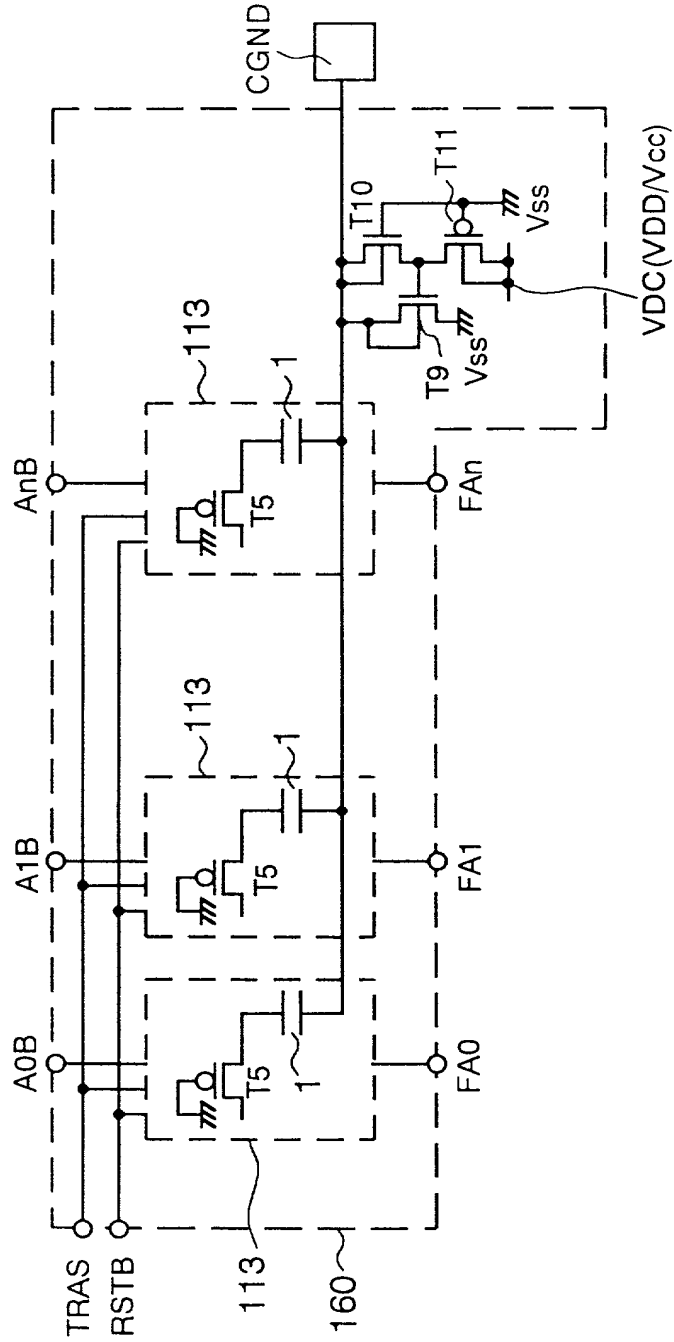 TRAS
RSTB
A0B
A1B
AnB
CGND
113
113
113
T5
T5
T5
1
1
1
160
FA0
FA1
FAn
T9
T10
T11
Vss
Vss
VDC(VDD/Vcc)